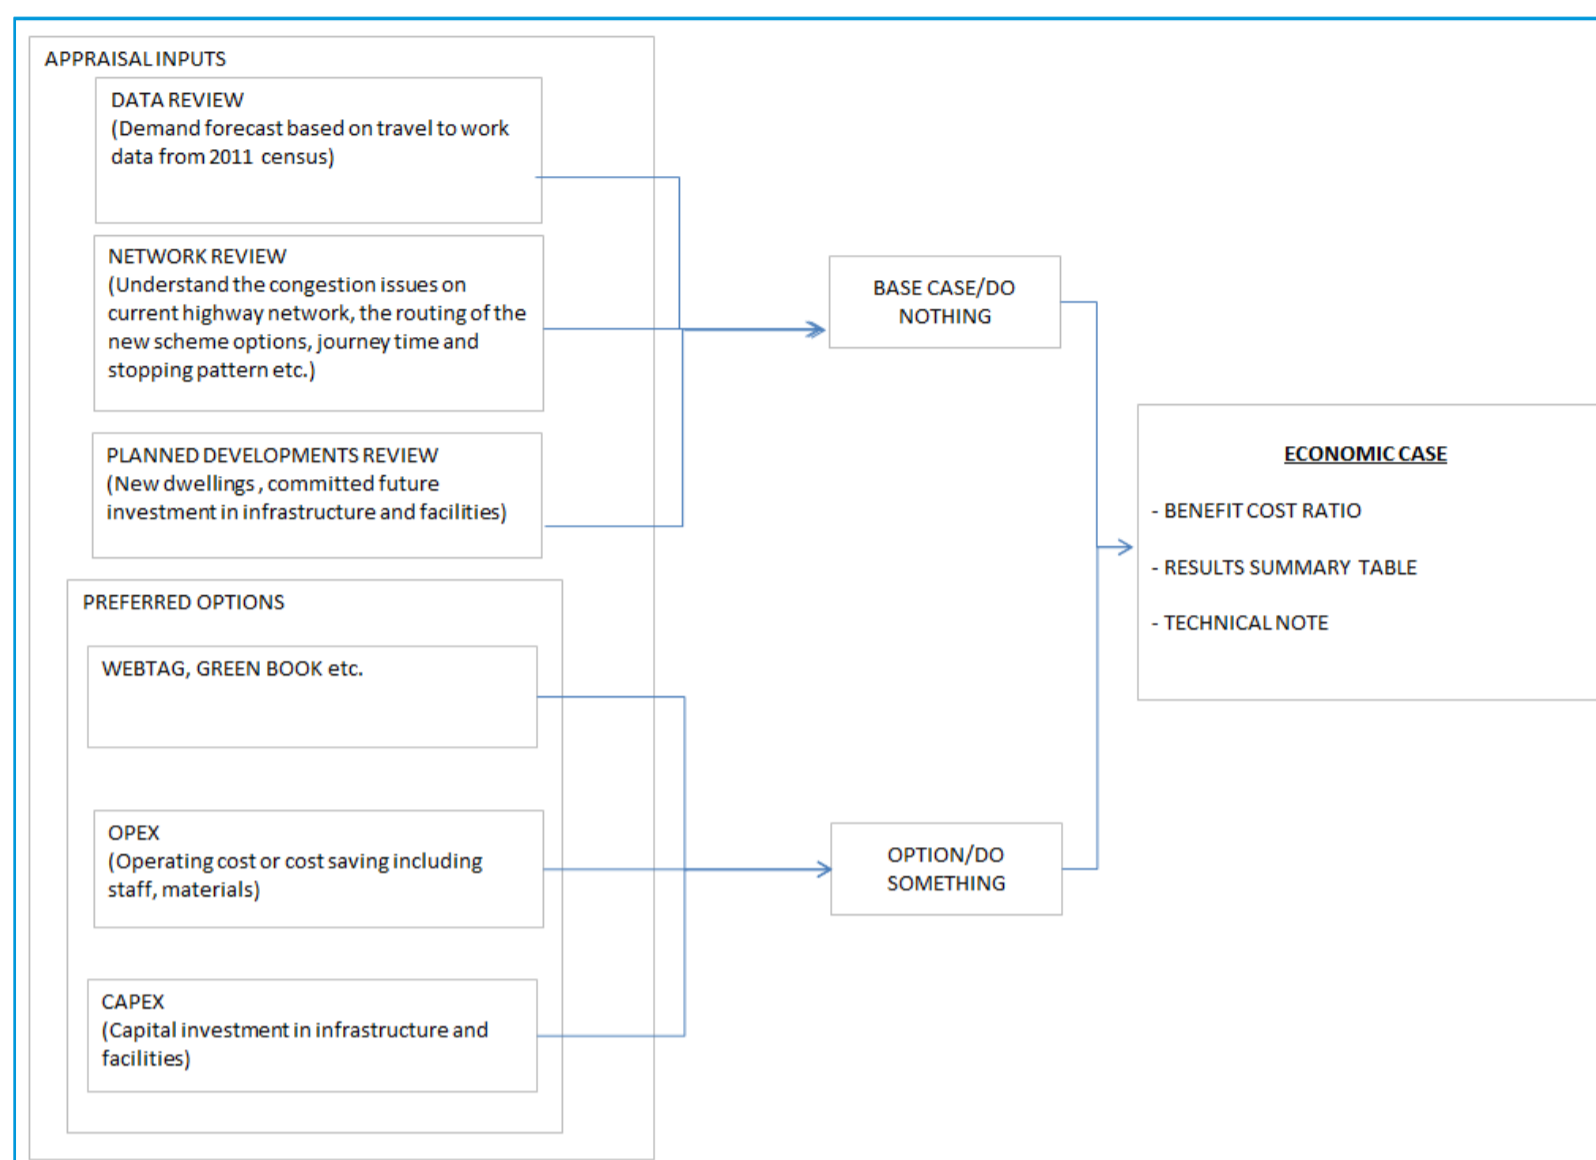 APPRAISAL INPUTS
DATA REVIEW
(Demand forecast based on travel to work
data from 2011 census)
NETWORK REVIEW
(Understand the congestion issues on
current highway network, the routing of the
new scheme options, journey time and
stopping pattern etc.)
PLANNED DEVELOPMENTS REVIEW
(New dwellings , committed future
investment in infrastructure and facilities)
PREFERRED OPTIONS
WEBTAG, GREEN BOOK etc.
OPEX
(Operating cost or cost saving including
staff, materials)
CAPEX
(Capital investment in infrastructure and
facilities)
BASE CASE/DO
NOTHING
OPTION/DO
SOMETHING
ECONOMIC CASE
- BENEFIT COST RATIO
- RESULTS SUMMARY TABLE
- TECHNICAL NOTE